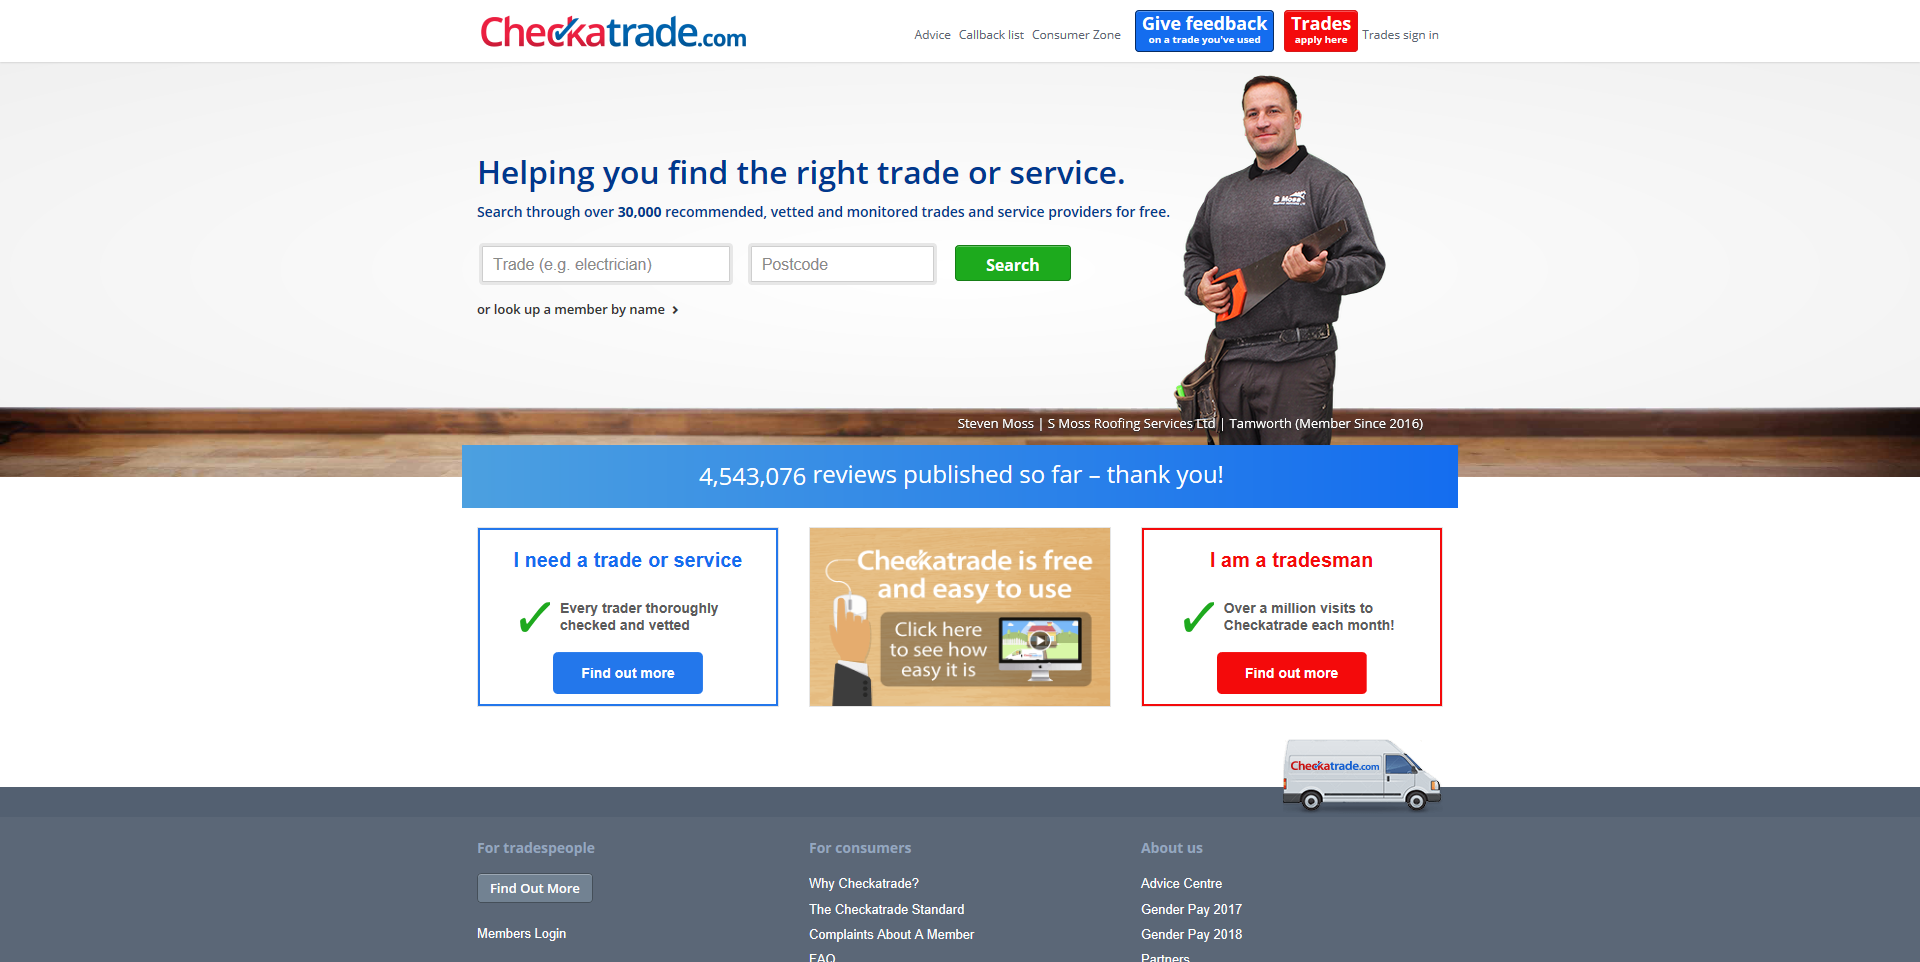 Checkatrade.com
Advice Callback list Consumer Zone
Give feedback
on a trade you've used
Trades
apply here
Trades sign in
Helping you find the right trade or service.
Search through over 30,000 recommended, vetted and monitored trades and service providers for free.
Trade (e.g. electrician)
Postcode
Search
or look up a member by name
S Moss
Steven Moss | S Moss Roofing Services Ltd | Tamworth (Member Since 2016)
4,543,076 reviews published so far – thank you!
I need a trade or service
Every trader thoroughly
checked and vetted
Find out more
Checkatrade is free
and easy to use
Click here
to see how
easy it is
I am a tradesman
Over a million visits to
Checkatrade each month!
Find out more
Checkatrade.com
For tradespeople
Find Out More
Members Login
For consumers
Why Checkatrade?
The Checkatrade Standard
Complaints About A Member
FAQ
About us
Advice Centre
Gender Pay 2017
Gender Pay 2018
Partners